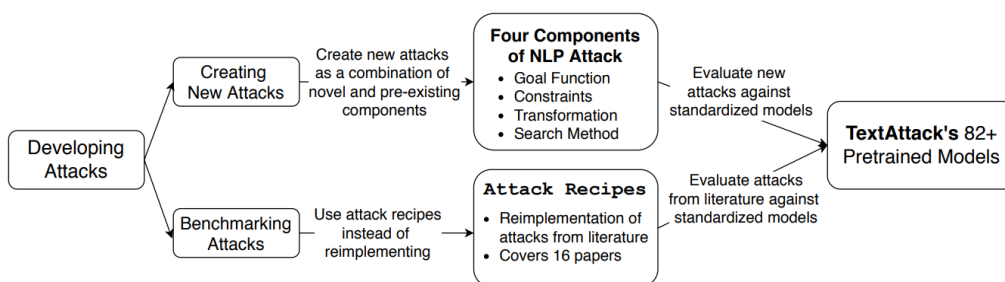 Developing
Attacks
Creating
New Attacks
Create new attacks
as a combination of
novel and pre-existing
components
Four Components
of NLP Attack
• Goal Function
• Constraints
• Transformation
• Search Method
Evaluate new
attacks against
standardized models
Benchmarking
Attacks
Use attack recipes
instead of
reimplementing
Attack Recipes
• Reimplementation of
attacks from literature
• Covers 16 papers
Evaluate attacks
from literature against
standardized models
TextAttack's 82+
Pretrained Models